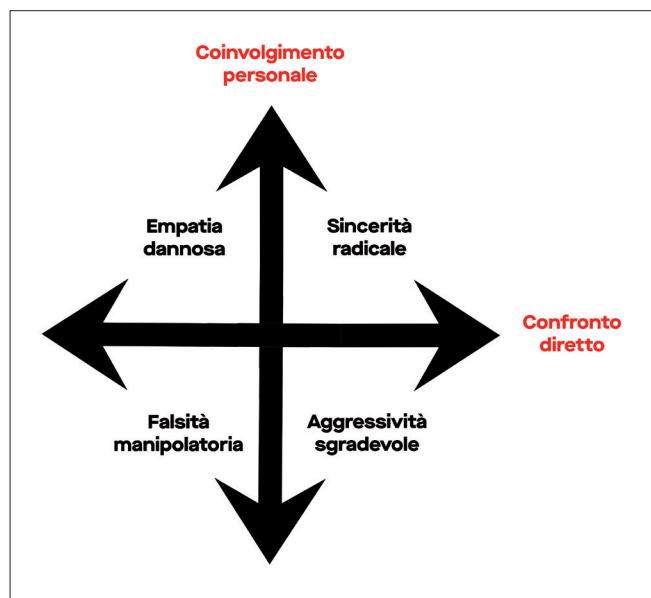 Coinvolgimento
personale
Empatia
dannosa
Sincerità
radicale
Confronto
diretto
Falsità
manipolatoria
Aggressività
sgradevole